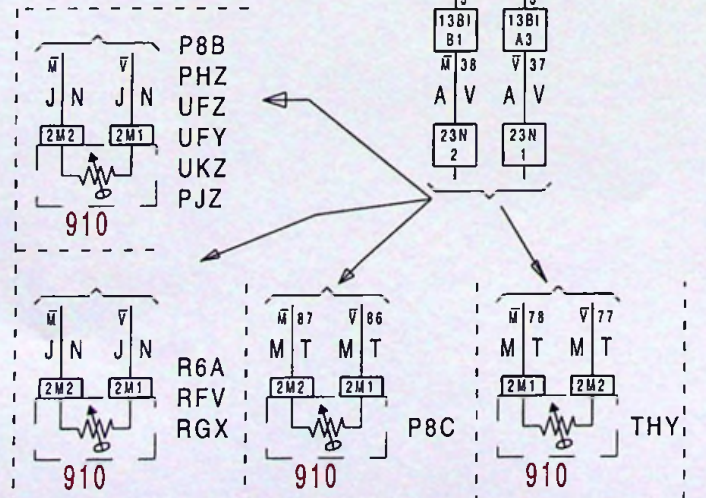 13BI 13BI
B1 A3
M 38 V 37
A V A V
23N 23N
2 1
M V
J N J N
2M2 2M1
910
P8B
PHZ
UFZ
UFY
UKZ
PJZ
M V
J N J N
2M2 2M1
910
R6A
RFV
RGX
M 87 V 86
M T M T
2M2 2M1
910
P8C
M 78 V 77
M T M T
2M1 2M2
910
THY